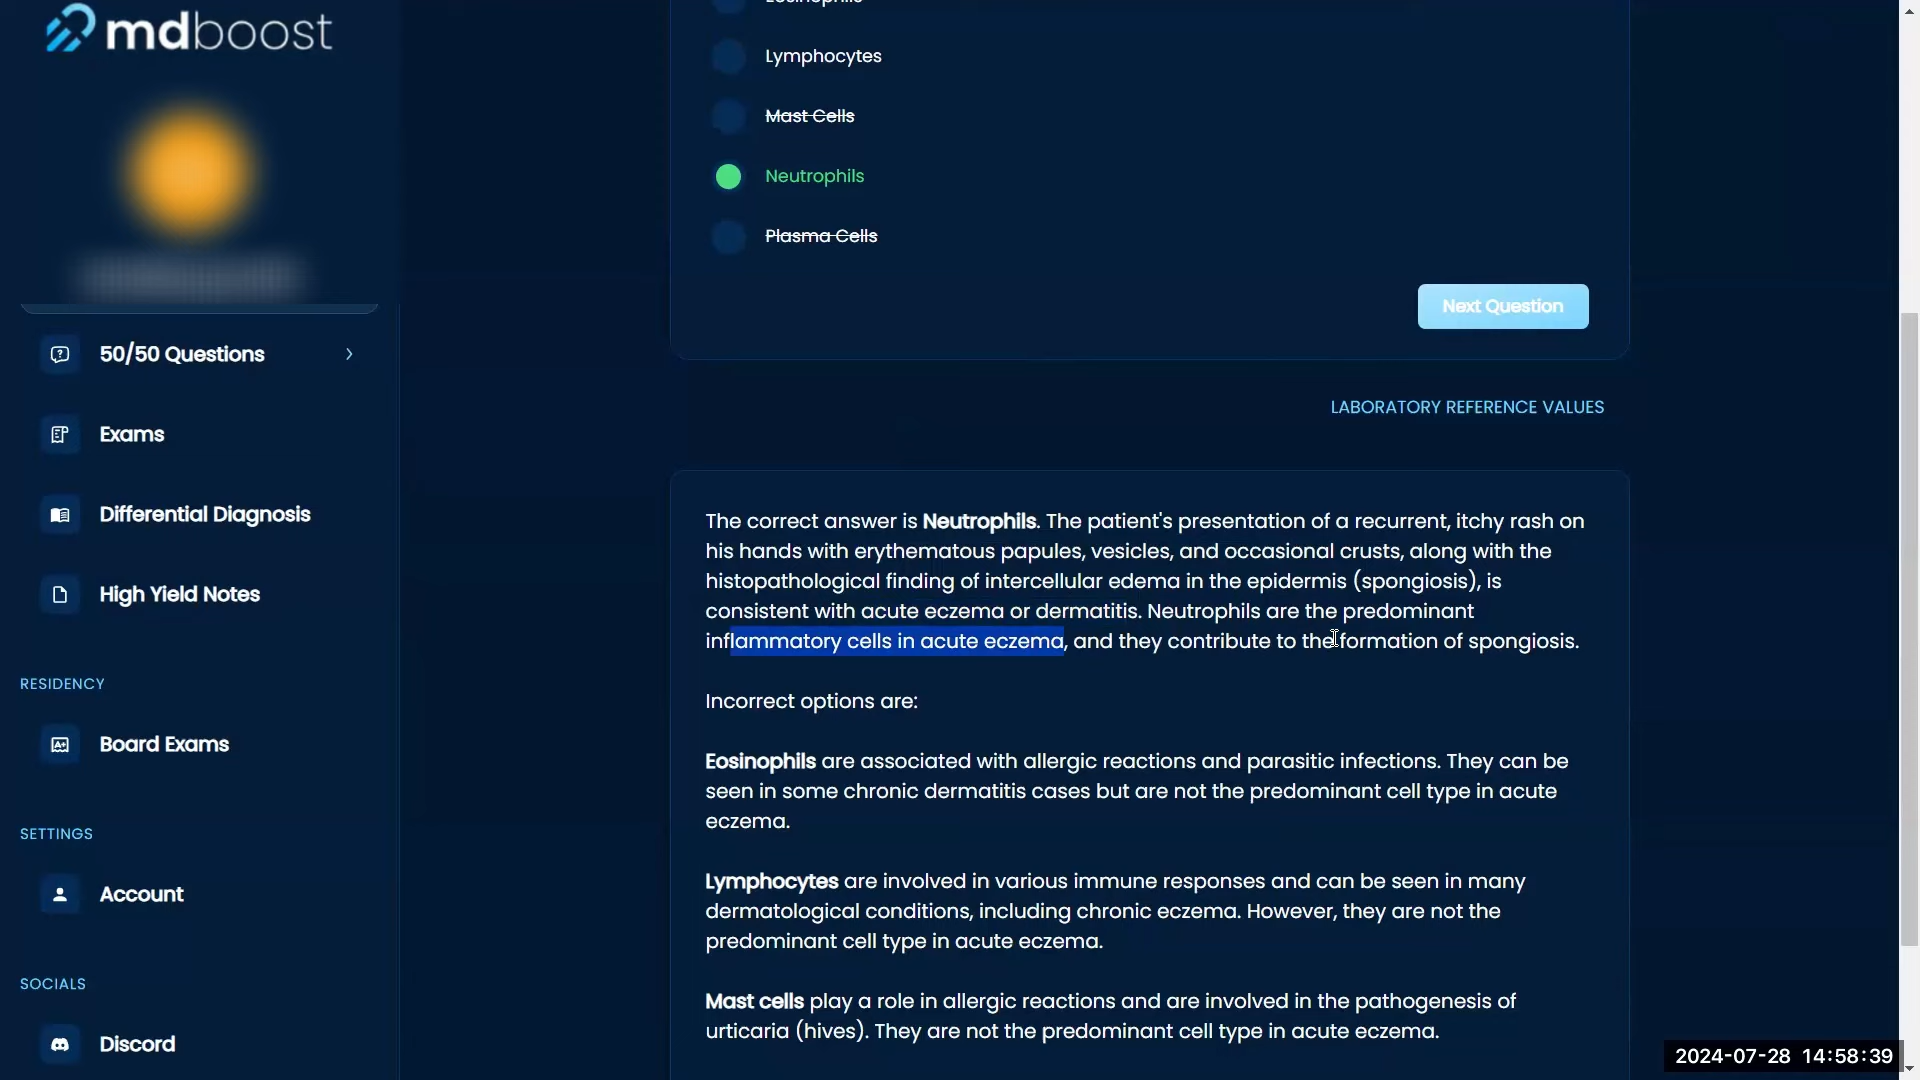 mdboost
Lymphocytes
Mast Cells
Neutrophils
Plasma Cells
Next Question
50/50 Questions
LABORATORY REFERENCE VALUES
Exams
Differential Diagnosis
High Yield Notes
RESIDENCY
Board Exams
SETTINGS
Account
SOCIALS
Discord
The correct answer is Neutrophils. The patient's presentation of a recurrent, itchy rash on
his hands with erythematous papules, vesicles, and occasional crusts, along with the
histopathological finding of intercellular edema in the epidermis (spongiosis), is
consistent with acute eczema or dermatitis. Neutrophils are the predominant
inflammatory cells in acute eczema, and they contribute to the formation of spongiosis.
Incorrect options are:
Eosinophils are associated with allergic reactions and parasitic infections. They can be
seen in some chronic dermatitis cases but are not the predominant cell type in acute
eczema.
Lymphocytes are involved in various immune responses and can be seen in many
dermatological conditions, including chronic eczema. However, they are not the
predominant cell type in acute eczema.
Mast cells play a role in allergic reactions and are involved in the pathogenesis of
urticaria (hives). They are not the predominant cell type in acute eczema.
2024-07-28 14:58:39